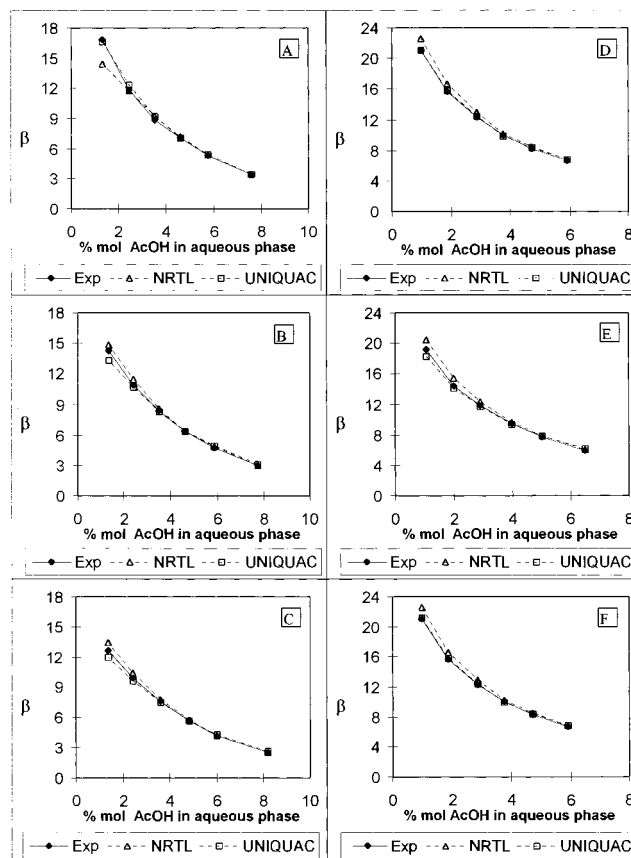 A
18
15
12
9
6
3
0
β
0 2 4 6 8 10
% mol AcOH in aqueous phase
Exp NRTL UNIQUAC
D
24
20
16
12
8
4
0
β
0 2 4 6 8
% mol AcOH in aqueous phase
Exp NRTL UNIQUAC
B
18
15
12
9
6
3
0
β
0 2 4 6 8 10
% mol AcOH in aqueous phase
Exp NRTL UNIQUAC
E
24
20
16
12
8
4
0
β
0 2 4 6 8
% mol AcOH in aqueous phase
Exp NRTL UNIQUAC
C
18
15
12
9
6
3
0
β
0 2 4 6 8 10
% mol AcOH in aqueous phase
Exp NRTL UNIQUAC
F
24
20
16
12
8
4
0
β
0 2 4 6 8
% mol AcOH in aqueous phase
Exp NRTL UNIQUAC